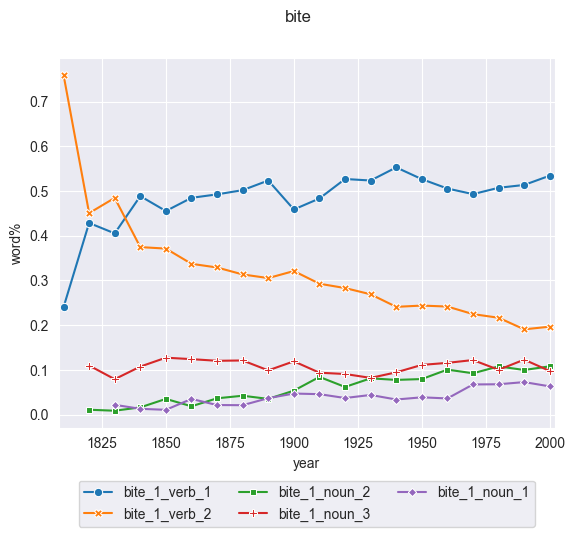 bite
0.7
0.6
0.5
0.4
0.3
0.2
0.1
0.0
word%
1825 1850 1875 1900 1925 1950 1975 2000
year
bite_1_verb_1 bite_1_noun_2 bite_1_noun_1
bite_1_verb_2 bite_1_noun_3